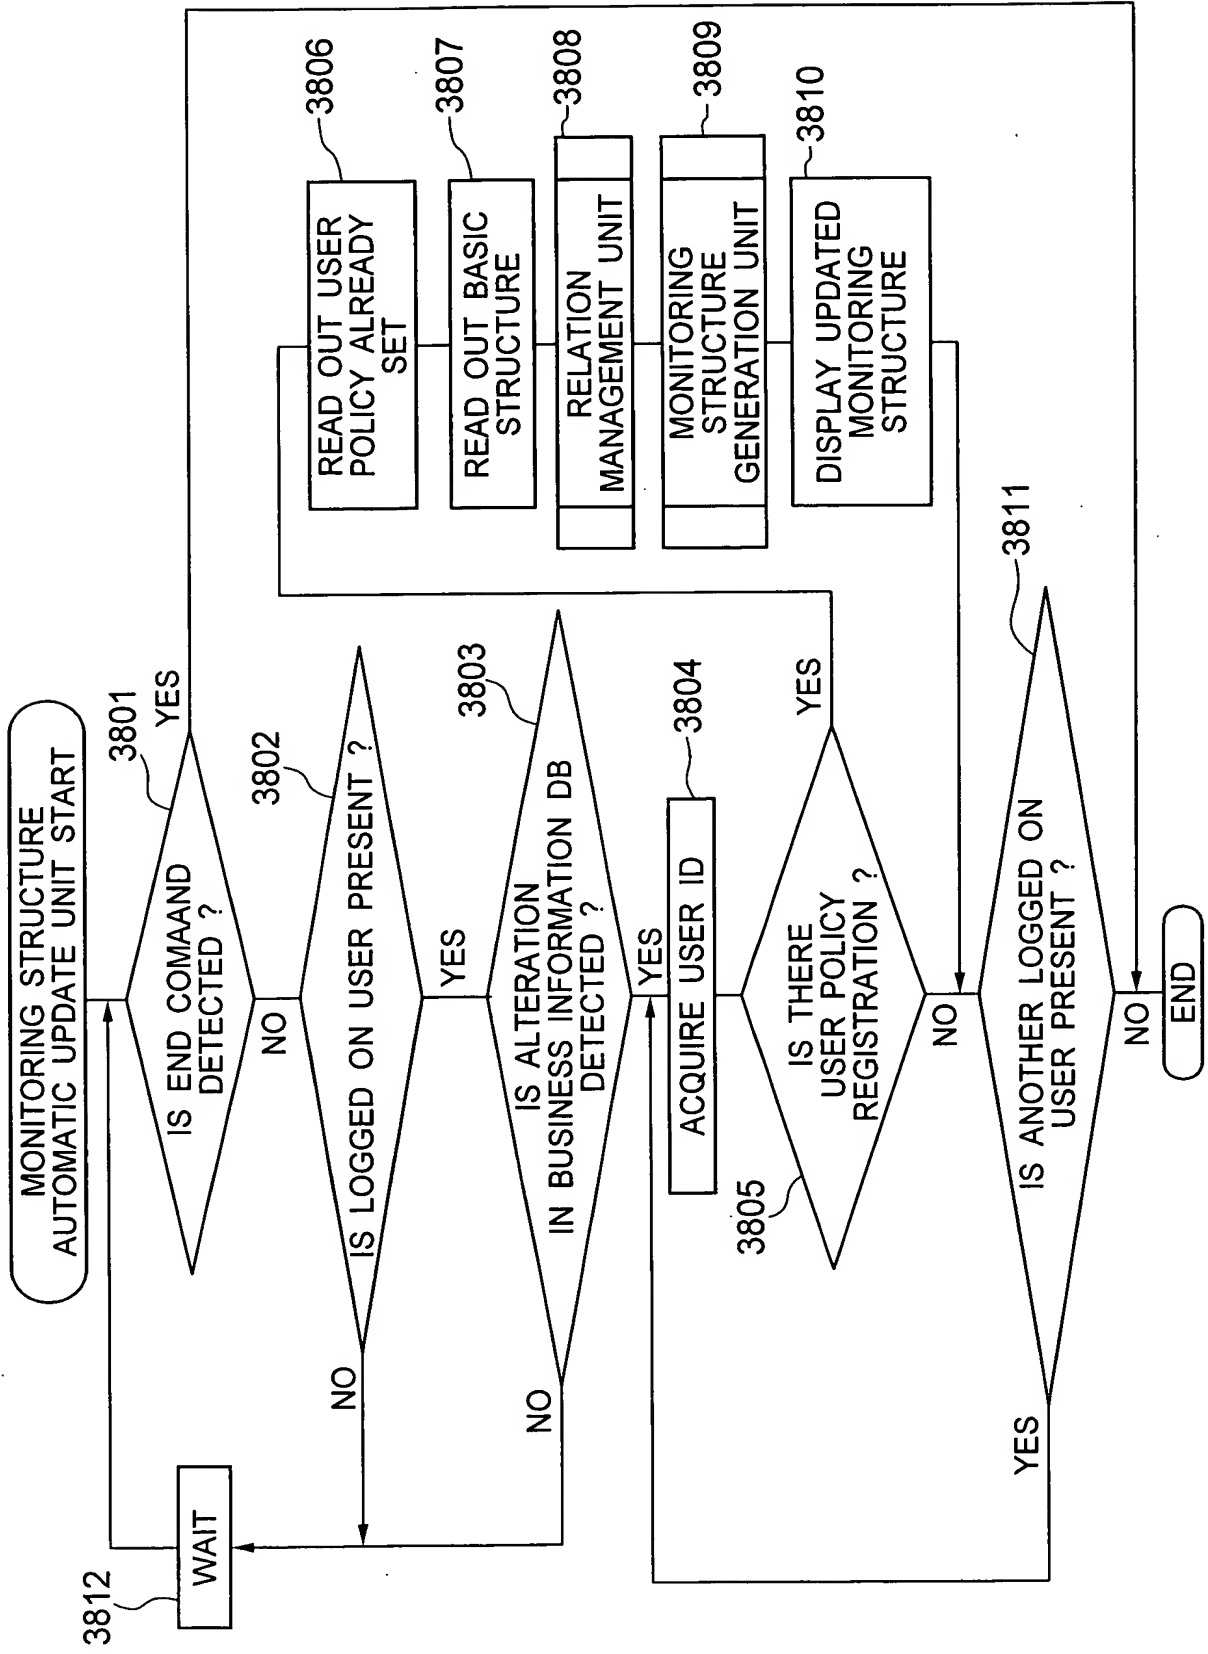 MONITORING STRUCTURE
AUTOMATIC UPDATE UNIT START
3801
IS END COMAAND
DETECTED ?
YES
NO
3802
IS LOGGED ON USER PRESENT ?
NO
YES
3803
IS ALTERATION
IN BUSINESS INFORMATION DB
DETECTED ?
NO
YES
3804
ACQUIRE USER ID
3805
IS THERE
USER POLICY
REGISTRATION ?
YES
NO
3806
READ OUT USER
POLICY ALREADY
SET
3807
READ OUT BASIC
STRUCTURE
3808
RELATION
MANAGEMENT UNIT
3809
MONITORING
STRUCTURE
GENERATION UNIT
3810
DISPLAY UPDATED
MONITORING
STRUCTURE
3811
IS ANOTHER LOGGED ON
USER PRESENT ?
YES
NO
END
3812
WAIT